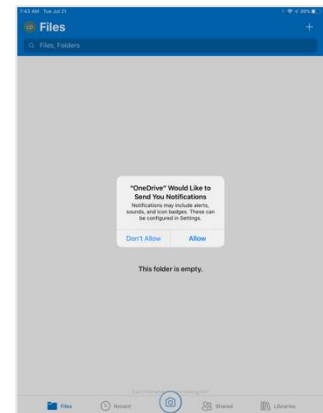 7:43 AM Tue Jul 21
39%
Files
Files, Folders
"OneDrive" Would Like to
Send You Notifications
Notifications may include alerts,
sounds, and icon badges. These can
be configured in Settings.
Don't Allow
Allow
This folder is empty.
Files
Recent
Shared
Libraries